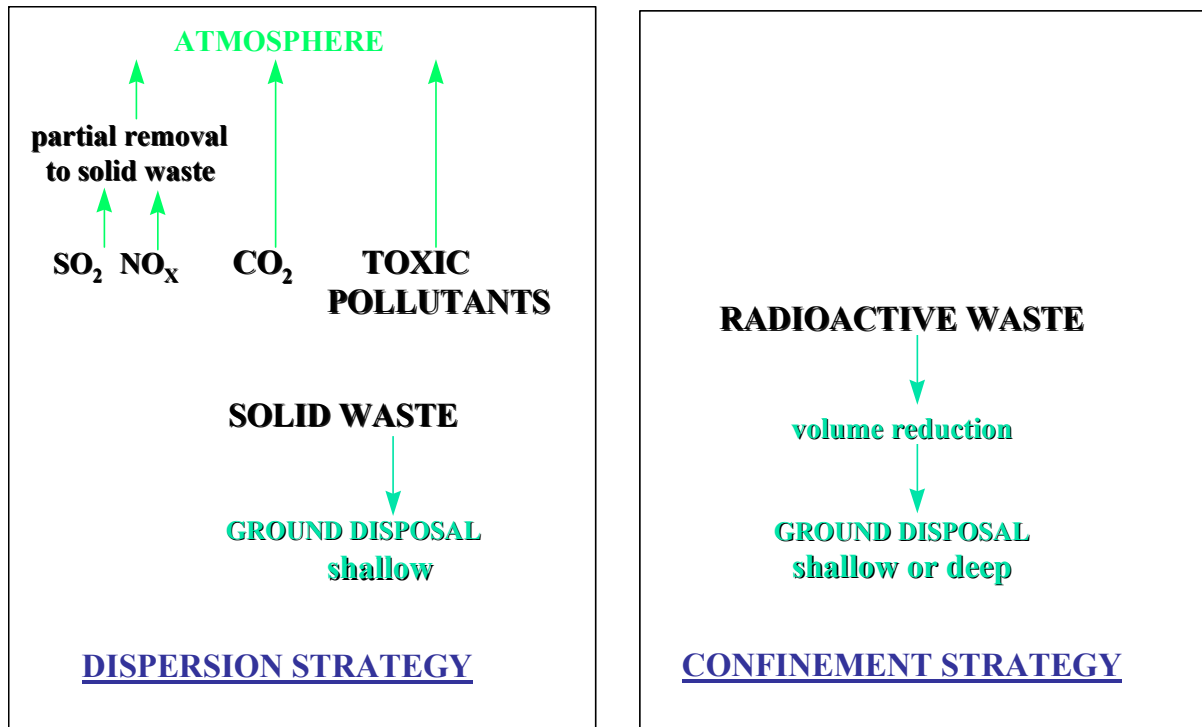 ATMOSPHERE
partial removal
to solid waste
SO₂ NOₓ CO₂ TOXIC
POLLUTANTS
SOLID WASTE
GROUND DISPOSAL
shallow
DISPERSION STRATEGY
RADIOACTIVE WASTE
volume reduction
GROUND DISPOSAL
shallow or deep
CONFINEMENT STRATEGY